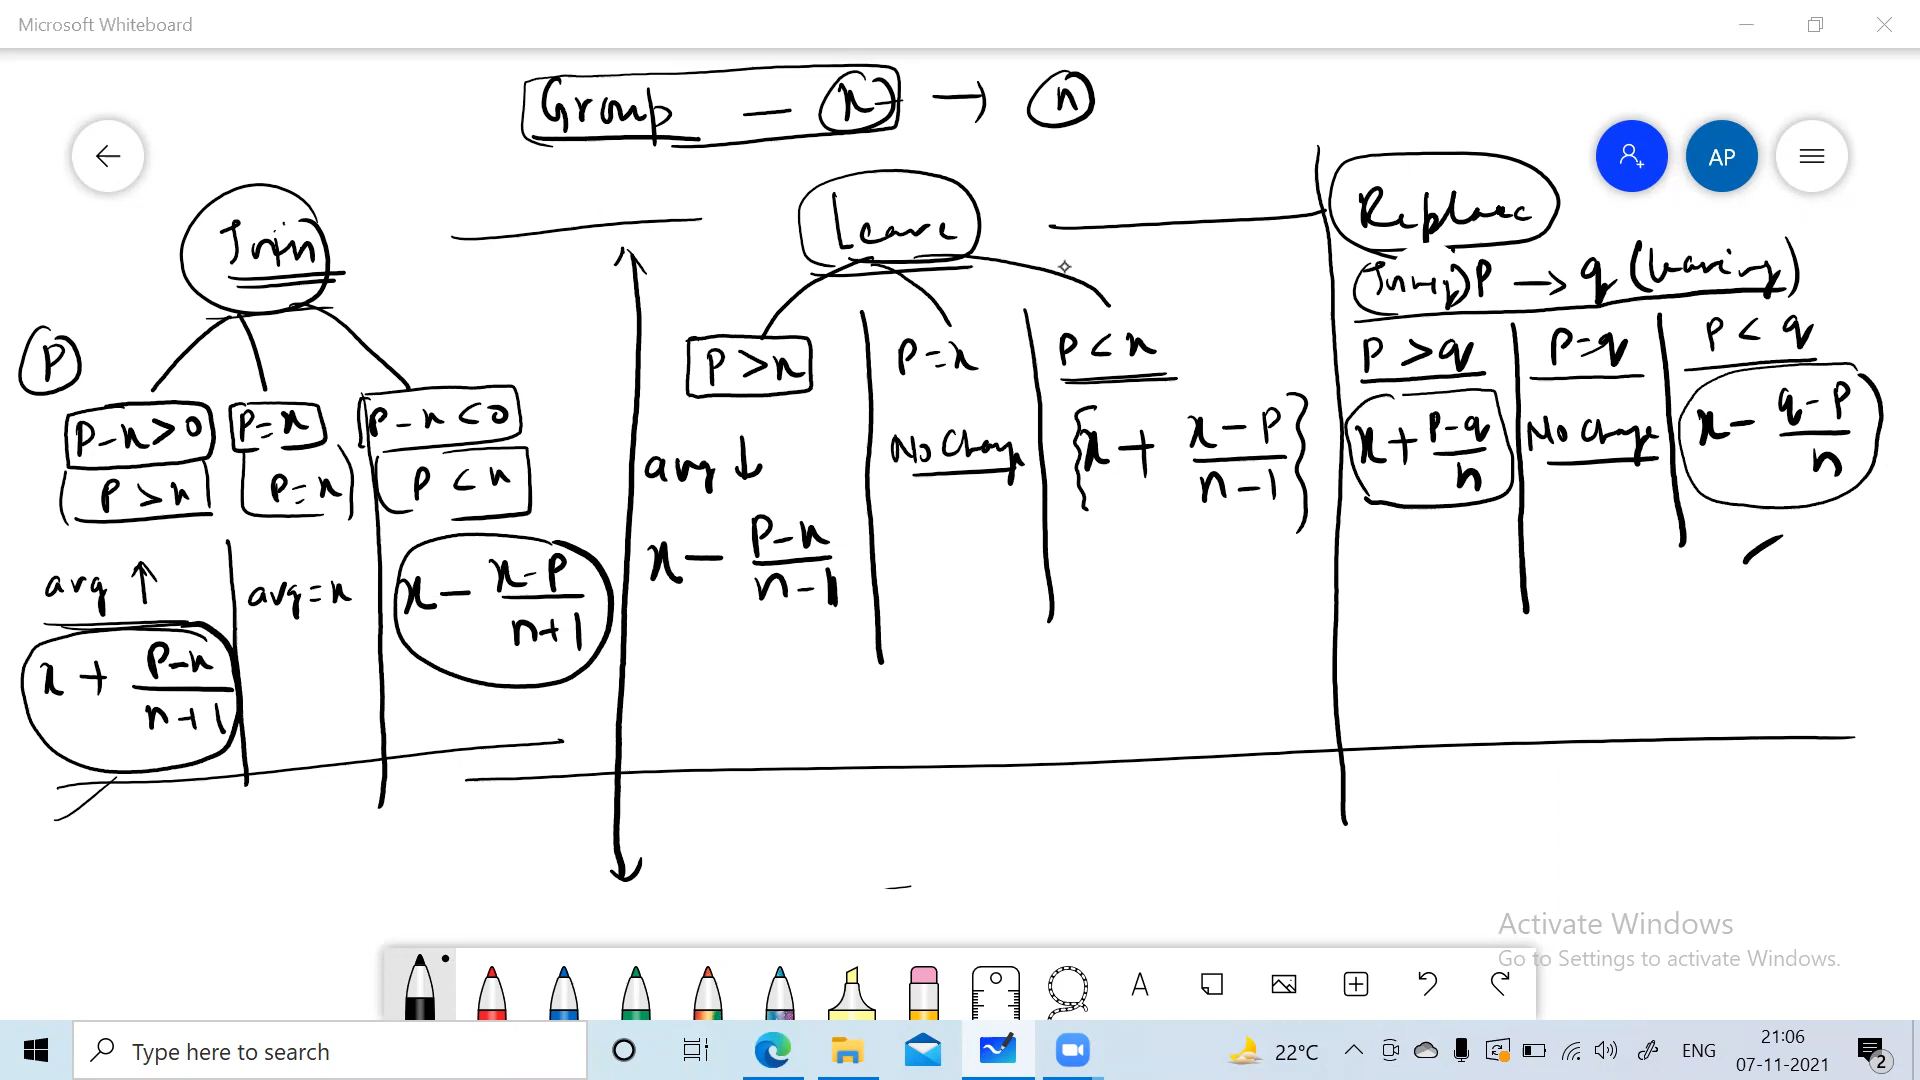 Microsoft Whiteboard
Group - x → n
AP
Join
Leave
Replace
P → q (leaving)
P
P-x>0
P>x
avg ↑
x + (P-x)/(n+1)
P=x
P=x
avg=x
P-x<0
P<x
x - (x-P)/(n+1)
P>x
avg ↓
x - (P-x)/(n-1)
P=x
No Change
P<x
{x + (x-P)/(n-1)}
P>q
x + (P-q)/n
P=q
No Change
P<q
x - (q-P)/n
Activate Windows
Go to Settings to activate Windows.
A
Type here to search
22°C
ENG
21:06
07-11-2021
2